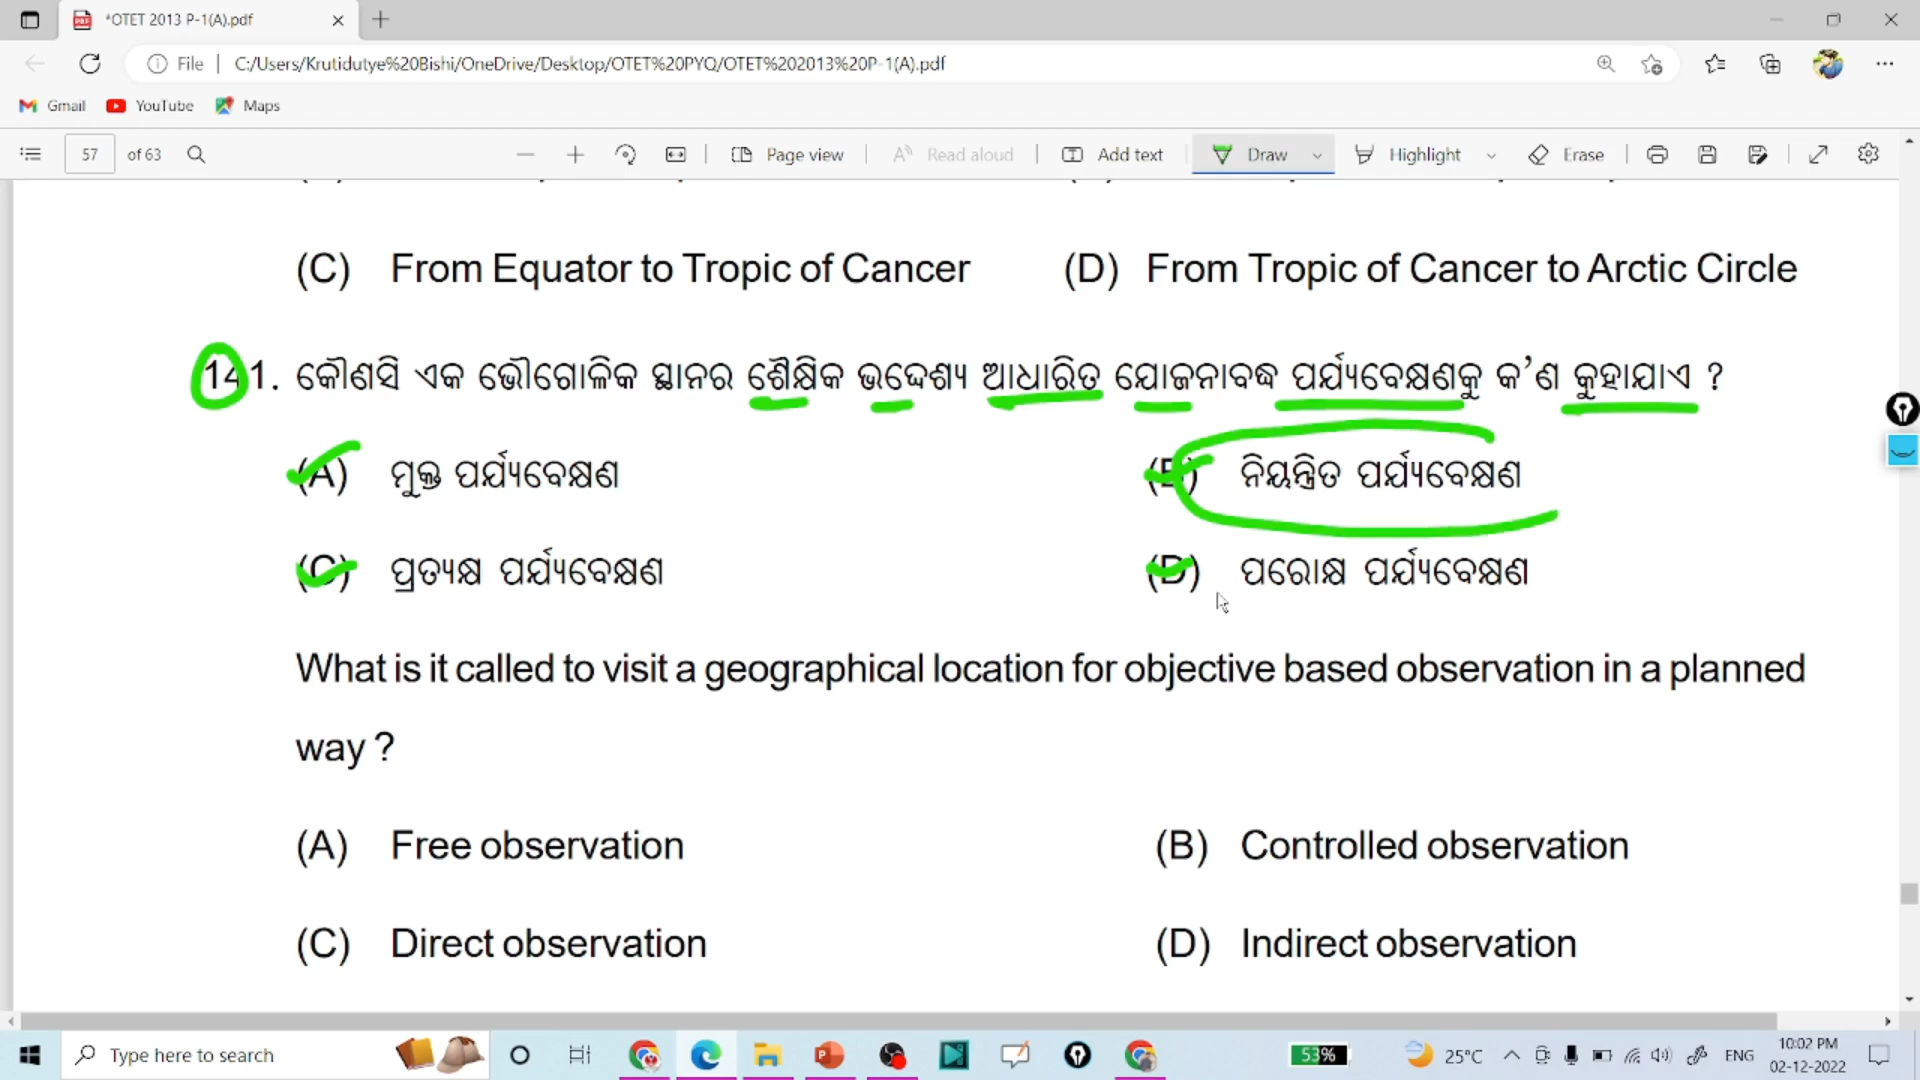 *OTET 2013 P-1(A).pdf
File | C:/Users/Krutidutye%20Bishi/OneDrive/Desktop/OTET%20PYQ/OTET%202013%20P-1(A).pdf
Gmail YouTube Maps
57 of 63 Page view Read aloud Add text Draw Highlight Erase
(C) From Equator to Tropic of Cancer (D) From Tropic of Cancer to Arctic Circle
141. କୌଣସି ଏକ ଭୌଗୋଳିକ ସ୍ଥାନର ଶୈକ୍ଷିକ ଭଦ୍ଦେଶ୍ୟ ଆଧାରିତ ଯୋଜନାବଦ୍ଧ ପର୍ଯ୍ୟବେକ୍ଷଣକୁ କ'ଣ କୁହାଯାଏ ?
(A) ମୁକ୍ତ ପର୍ଯ୍ୟବେକ୍ଷଣ (B) ନିୟନ୍ତ୍ରିତ ପର୍ଯ୍ୟବେକ୍ଷଣ
(C) ପ୍ରତ୍ୟକ୍ଷ ପର୍ଯ୍ୟବେକ୍ଷଣ (D) ପରୋକ୍ଷ ପର୍ଯ୍ୟବେକ୍ଷଣ
What is it called to visit a geographical location for objective based observation in a planned
way ?
(A) Free observation (B) Controlled observation
(C) Direct observation (D) Indirect observation
Type here to search 53% 25°C ENG 10:02 PM
02-12-2022